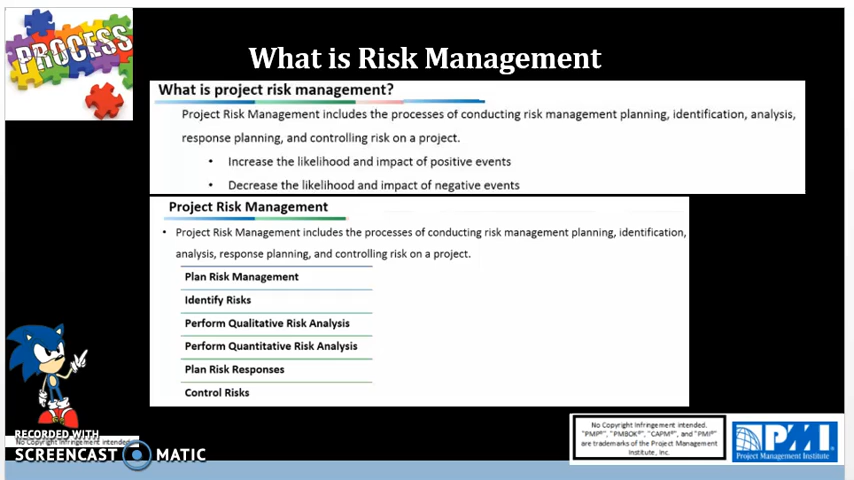 PROCESS
What is Risk Management
What is project risk management?
Project Risk Management includes the processes of conducting risk management planning, identification, analysis,
response planning, and controlling risk on a project.
• Increase the likelihood and impact of positive events
• Decrease the likelihood and impact of negative events
Project Risk Management
• Project Risk Management includes the processes of conducting risk management planning, identification,
analysis, response planning, and controlling risk on a project.
Plan Risk Management
Identify Risks
Perform Qualitative Risk Analysis
Perform Quantitative Risk Analysis
Plan Risk Responses
Control Risks
RECORDED WITH
No Copyright Infringement intended,
SCREENCAST MATIC
No Copyright Infringement intended.
"PMP®", "PMBOK®", "CAPM®", and "PMI®"
are trademarks of the Project Management
Institute, Inc.
PMI
Project Management Institute